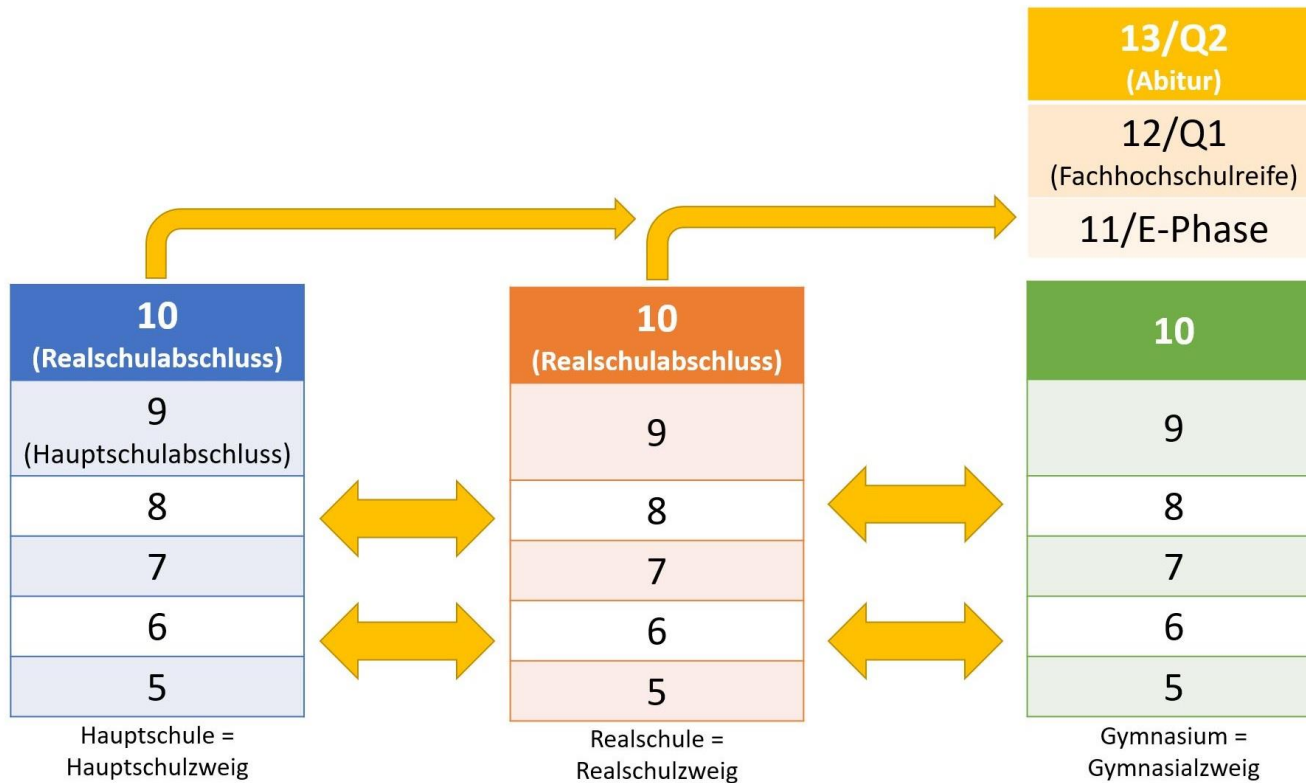 13/Q2
(Abitur)
12/Q1
(Fachhochschulreife)
11/E-Phase
10
(Realschulabschluss)
9
(Hauptschulabschluss)
8
7
6
5
Hauptschule =
Hauptschulzweig
10
(Realschulabschluss)
9
8
7
6
5
Realschule =
Realschulzweig
10
9
8
7
6
5
Gymnasium =
Gymnasialzweig